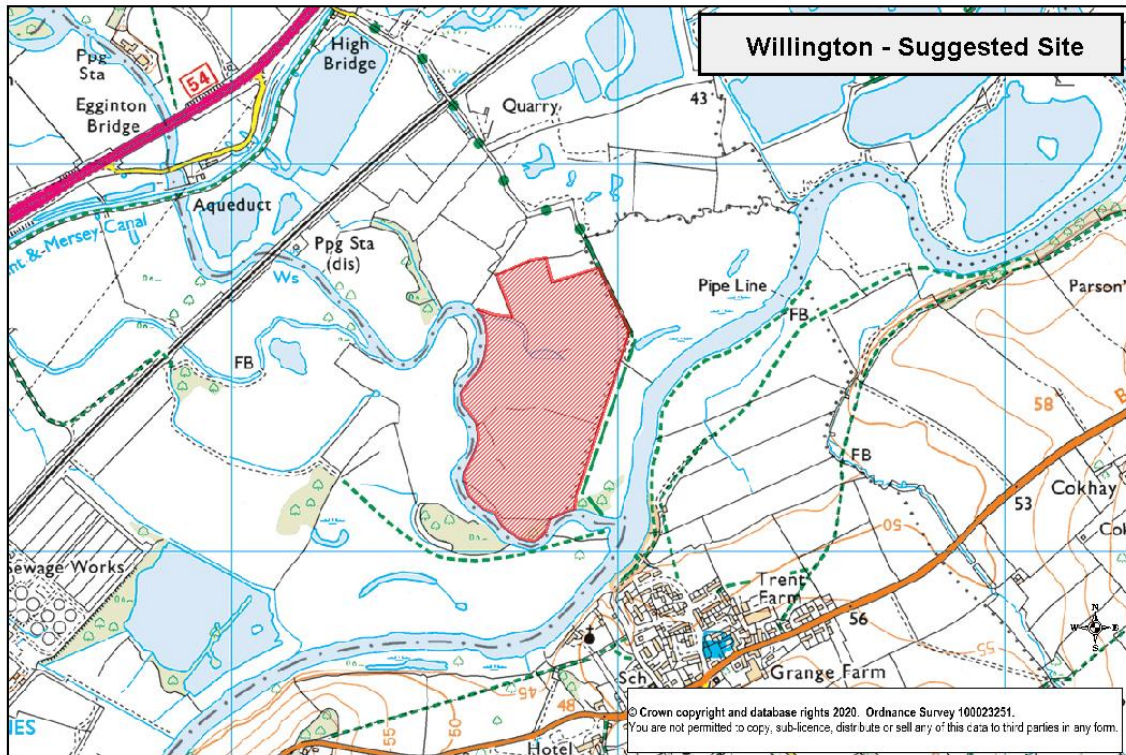 Willington - Suggested Site
Ppg
Sta
54
High
Bridge
Egginton
Bridge
Quarry
43
Aqueduct
nt & Mersey Canal
Ppg Sta
(dis)
Ws
Pipe Line
Parson'
FB
FB
58
B
FB
53
Cokhay
Cok
50
Sewage Works
Trent
Farm
56
N
W E
S
55
Sch
Grange Farm
45
48
50
55
NES
Hotel
© Crown copyright and database rights 2020. Ordnance Survey 100023251.
You are not permitted to copy, sub-licence, distribute or sell any of this data to third parties in any form.